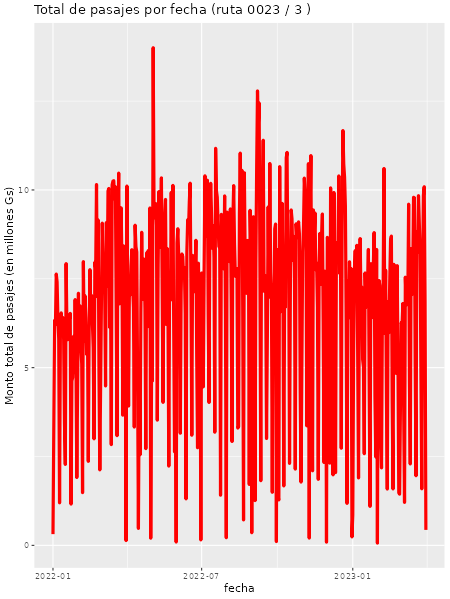 Total de pasajes por fecha (ruta 0023 / 3 )
Monto total de pasajes (en millones Gs)
10
5
0
2022-01
2022-07
2023-01
fecha